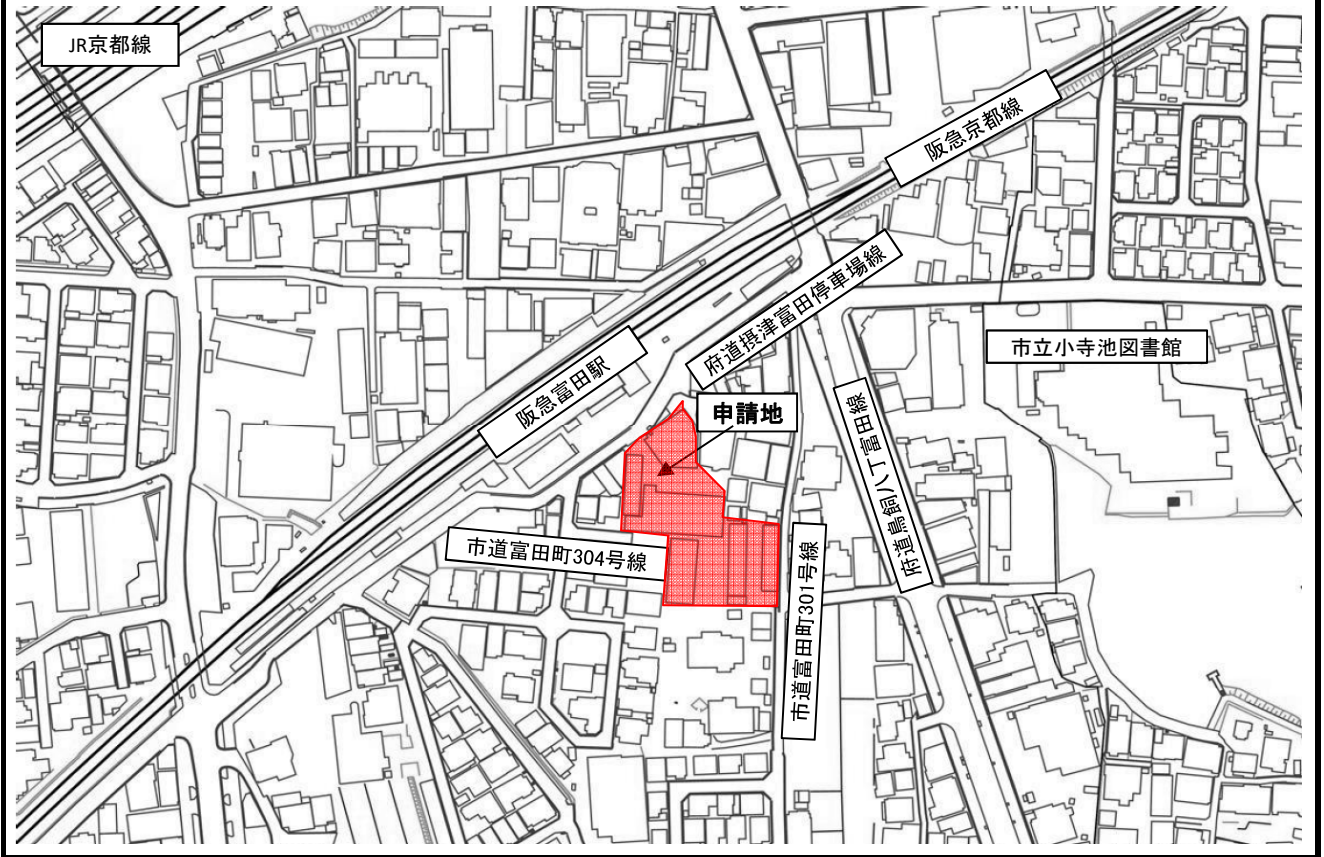 JR京都線
阪急京都線
府道摂津富田停車場線
市立小寺池図書館
阪急富田駅
申請地
府道鳥飼八丁富田線
市道富田町304号線
市道富田町301号線